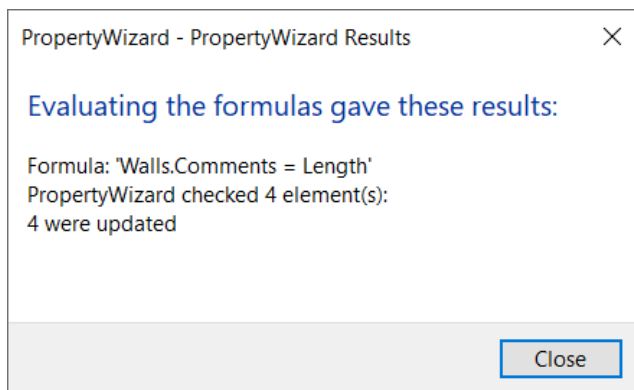 PropertyWizard - PropertyWizard Results
Evaluating the formulas gave these results:
Formula: 'Walls.Comments = Length'
PropertyWizard checked 4 element(s):
4 were updated
Close